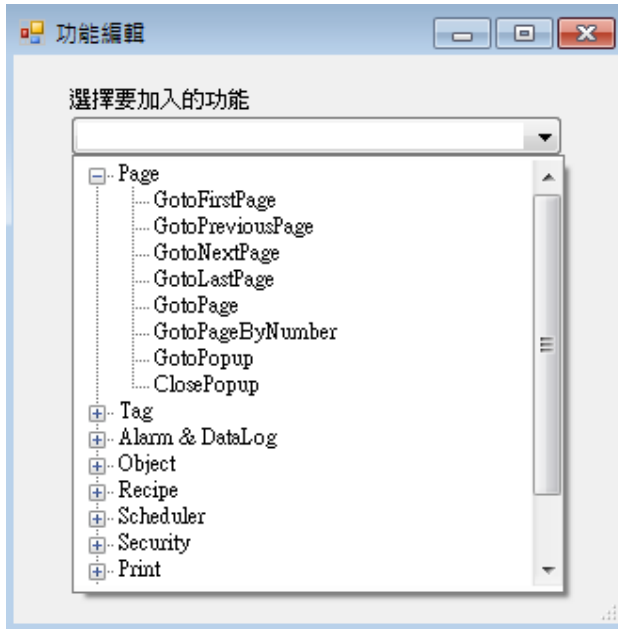 功能編輯
選擇要加入的功能
Page
GotoFirstPage
GotoPreviousPage
GotoNextPage
GotoLastPage
GotoPage
GotoPageByNumber
GotoPopup
ClosePopup
Tag
Alarm & DataLog
Object
Recipe
Scheduler
Security
Print